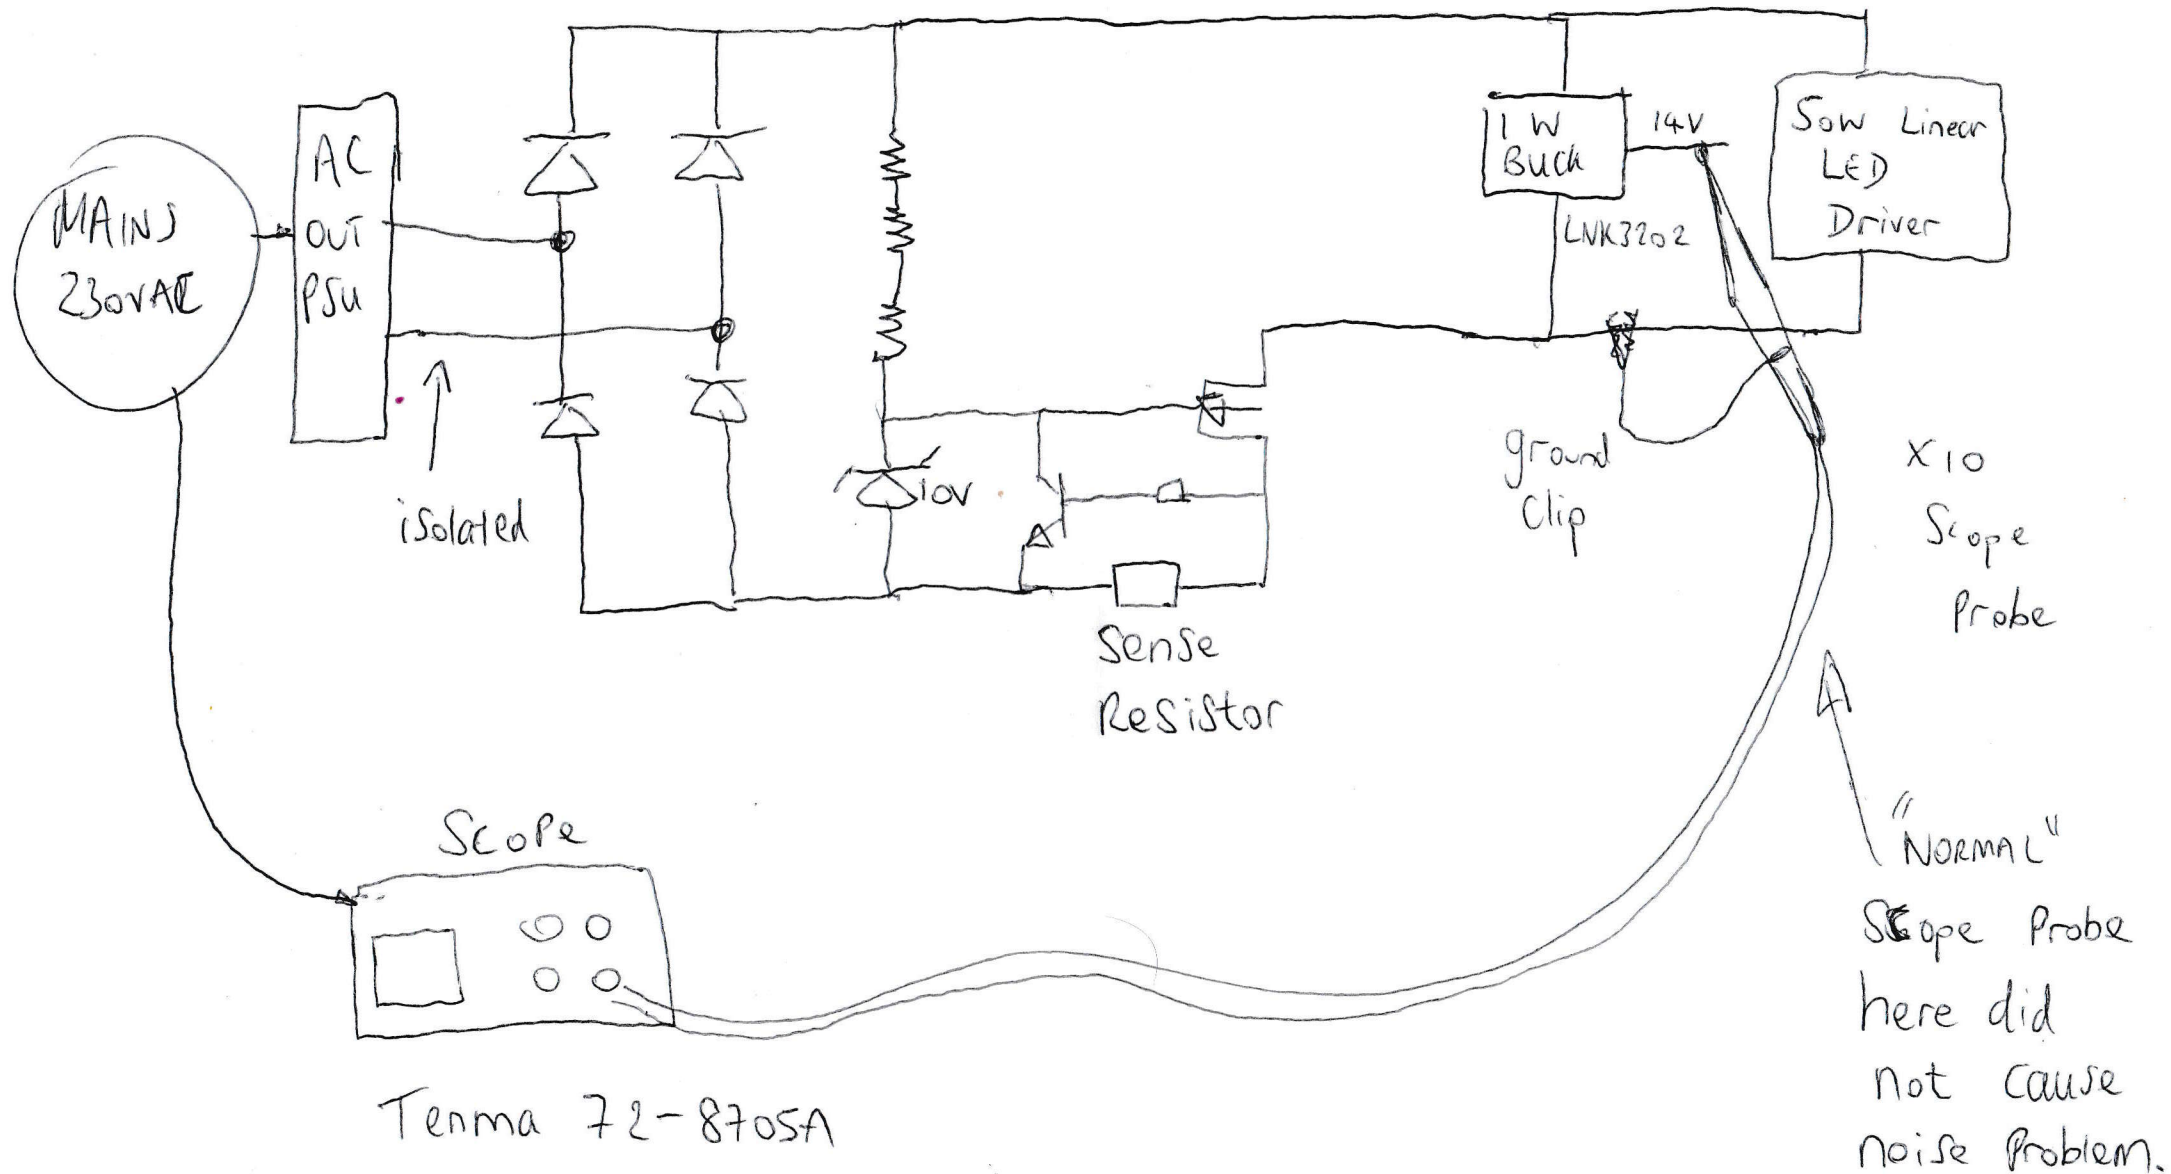 MAINS
230VAC
AC
OUT
PSU
isolated
10V
Sense
Resistor
1 W
Buck
14V
LNK3202
50W Linear
LED
Driver
ground
Clip
X10
Scope
Probe
"NORMAL"
Scope Probe
here did
not cause
noise Problem.
Scope
Tenma 72-8705A